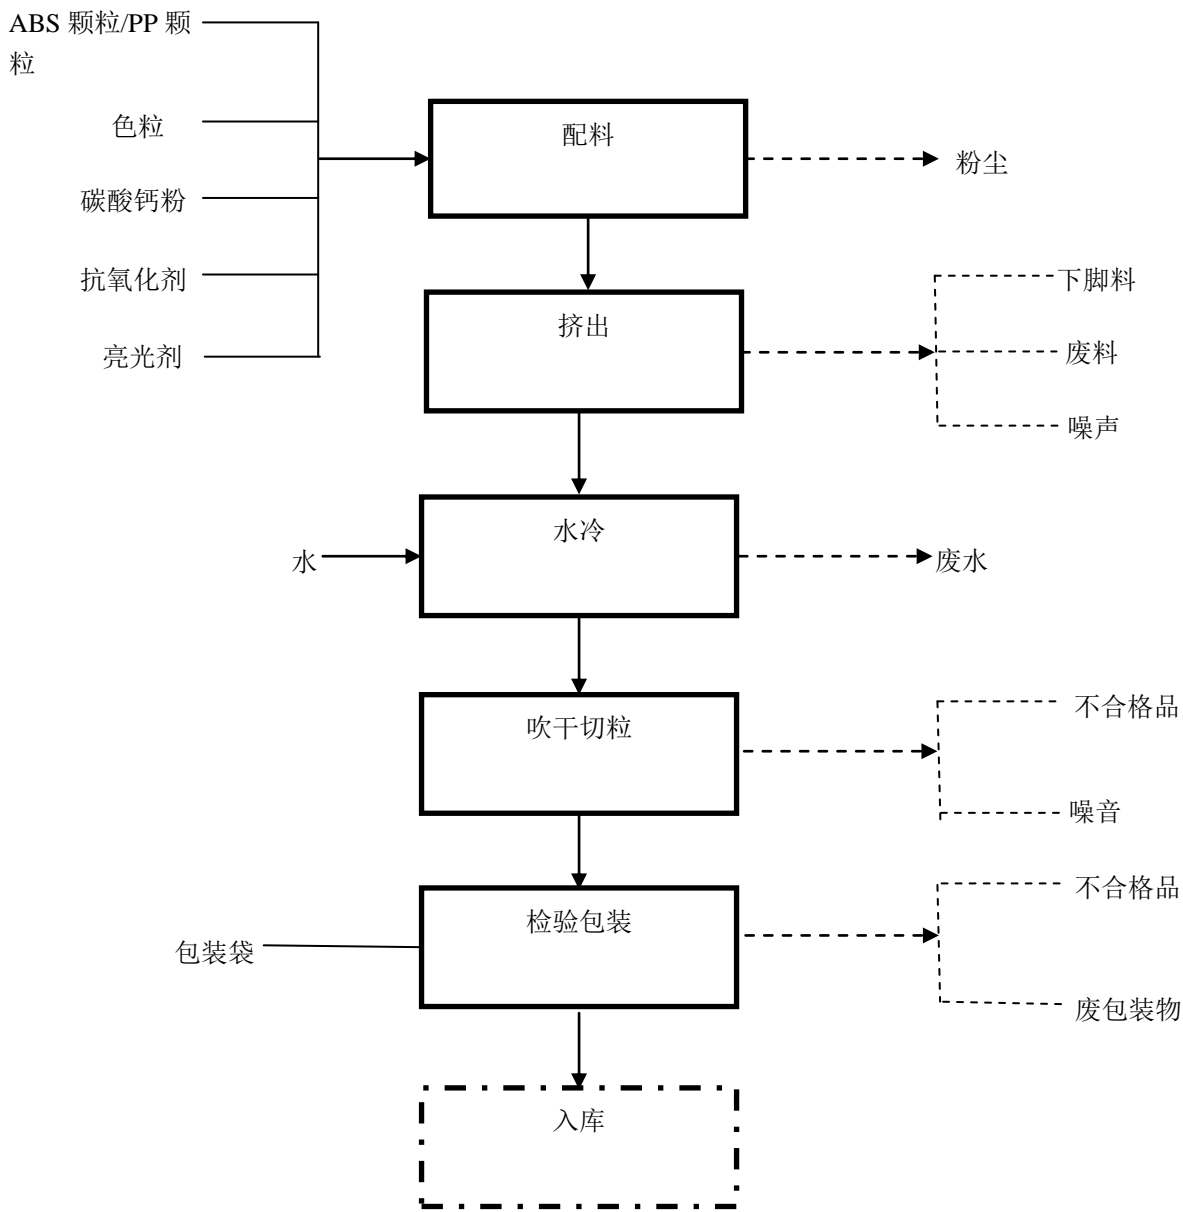 ABS 颗粒/PP 颗
粒
色粒
碳酸钙粉
抗氧化剂
亮光剂
配料
粉尘
挤出
下脚料
废料
噪声
水
水冷
废水
吹干切粒
不合格品
噪音
包装袋
检验包装
不合格品
废包装物
入库